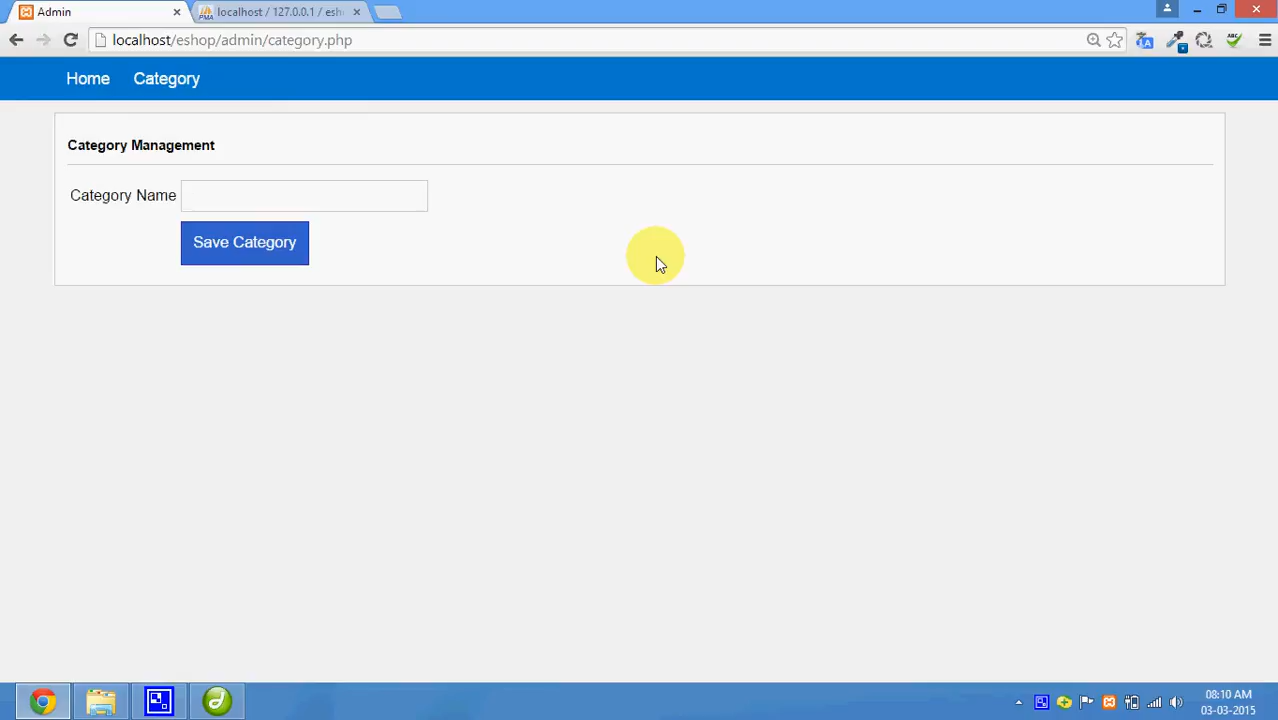 Admin
localhost / 127.0.0.1 / esh
localhost/eshop/admin/category.php
Home Category
Category Management
Category Name
Save Category
08:10 AM
03-03-2015